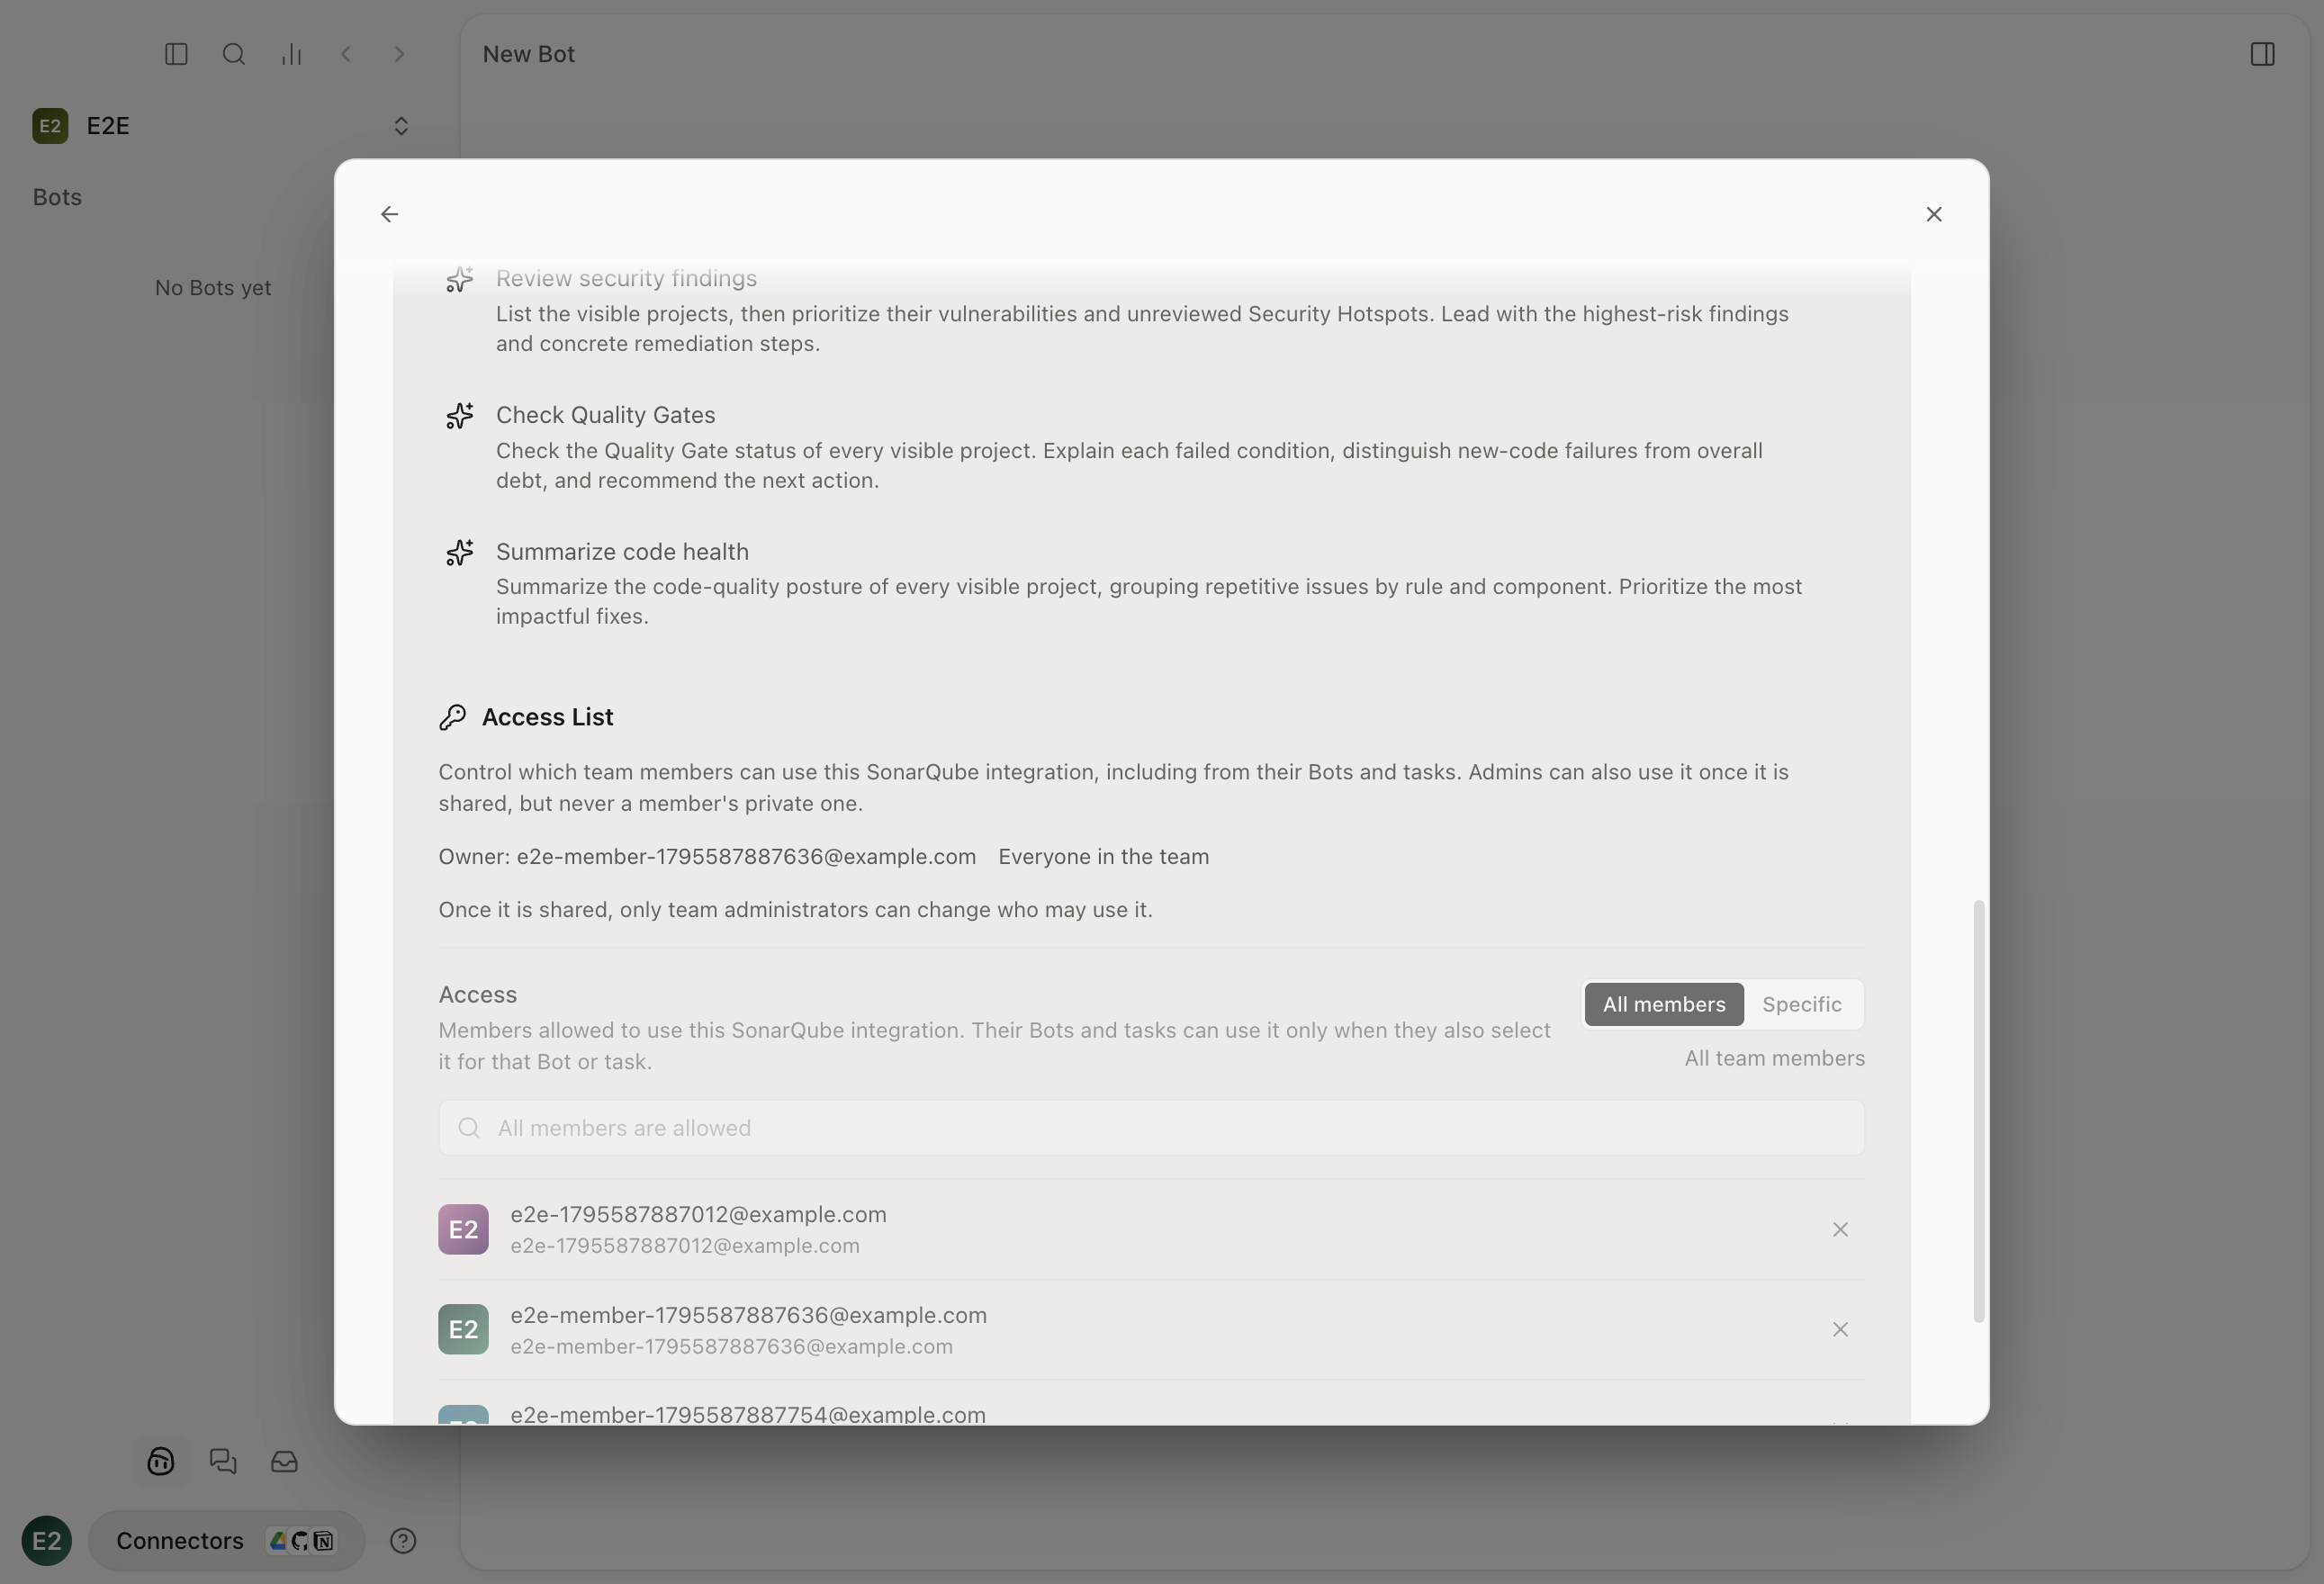 New Bot
E2 E2E
Bots
No Bots yet
Review security findings
List the visible projects, then prioritize their vulnerabilities and unreviewed Security Hotspots. Lead with the highest-risk findings
and concrete remediation steps.
Check Quality Gates
Check the Quality Gate status of every visible project. Explain each failed condition, distinguish new-code failures from overall
debt, and recommend the next action.
Summarize code health
Summarize the code-quality posture of every visible project, grouping repetitive issues by rule and component. Prioritize the most
impactful fixes.
Access List
Control which team members can use this SonarQube integration, including from their Bots and tasks. Admins can also use it once it is
shared, but never a member's private one.
Owner: e2e-member-1795587887636@example.com Everyone in the team
Once it is shared, only team administrators can change who may use it.
Access
Members allowed to use this SonarQube integration. Their Bots and tasks can use it only when they also select
it for that Bot or task.
All members Specific
All team members
All members are allowed
E2
e2e-1795587887012@example.com
e2e-1795587887012@example.com
E2
e2e-member-1795587887636@example.com
e2e-member-1795587887636@example.com
e2e-member-1795587887754@example.com
E2 Connectors